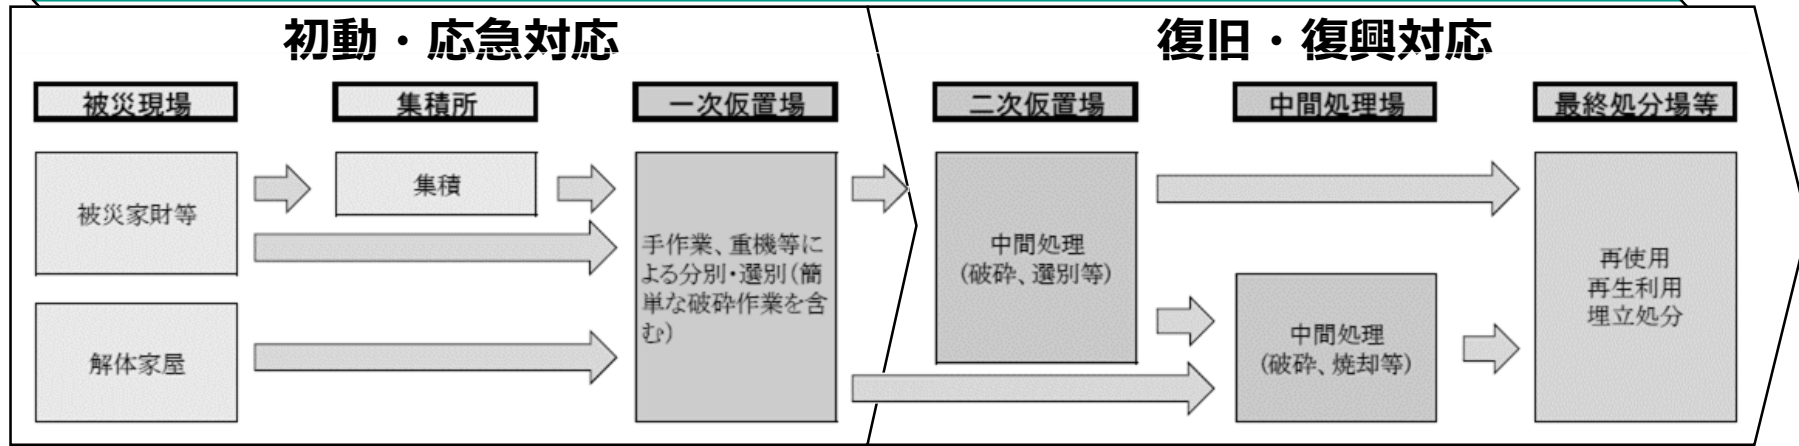 初動・応急対応
復旧・復興対応
被災現場
集積所
一次仮置場
二次仮置場
中間処理場
最終処分場等
被災家財等
集積
手作業、重機等に
よる分別・選別(簡
単な破砕作業を含
む)
中間処理
(破砕、選別等)
再使用
再生利用
埋立処分
解体家屋
中間処理
(破砕、焼却等)